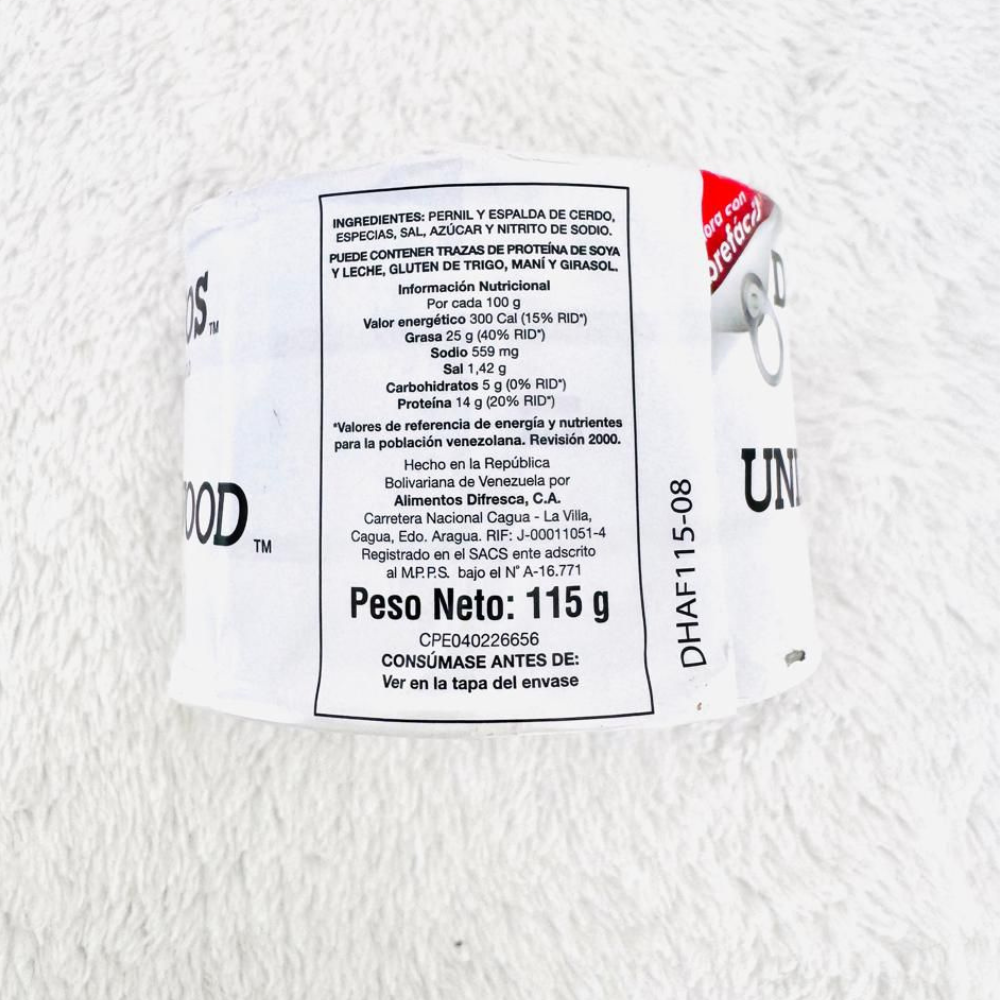 OS™
OOD ™
INGREDIENTES: PERNIL Y ESPALDA DE CERDO,
ESPECIAS, SAL, AZÚCAR Y NITRITO DE SODIO.
PUEDE CONTENER TRAZAS DE PROTEÍNA DE SOYA
Y LECHE, GLUTEN DE TRIGO, MANÍ Y GIRASOL.
Información Nutricional
Por cada 100 g
Valor energético 300 Cal (15% RID*)
Grasa 25 g (40% RID*)
Sodio 559 mg
Sal 1,42 g
Carbohidratos 5 g (0% RID*)
Proteína 14 g (20% RID*)
*Valores de referencia de energía y nutrientes
para la población venezolana. Revisión 2000.
Hecho en la República
Bolivariana de Venezuela por
Alimentos Difresca, C.A.
Carretera Nacional Cagua - La Villa,
Cagua, Edo. Aragua. RIF: J-00011051-4
Registrado en el SACS ente adscrito
al M.P.P.S. bajo el N° A-16.771
Peso Neto: 115 g
CPE040226656
CONSÚMASE ANTES DE:
Ver en la tapa del envase
DHAF115-08
ora con
brefácil
D
UN